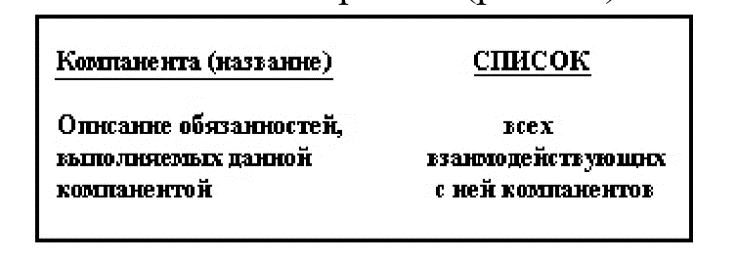 Компанента (название) СПИСОК
Описание обязанностей, всех
выполняемых данной взаимодействующих
компанентой с ней компанентов